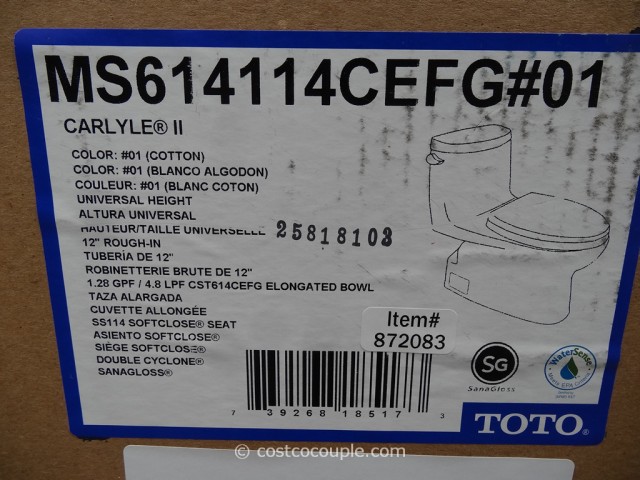 MS614114CEFG#01
CARLYLE® II
COLOR: #01 (COTTON)
COLOR: #01 (BLANCO ALGODON)
COULEUR: #01 (BLANC COTON)
UNIVERSAL HEIGHT
ALTURA UNIVERSAL
HAUTEUR/TAILLE UNIVERSELLE
25818103
12" ROUGH-IN
TUBERÍA DE 12"
ROBINETTERIE BRUTE DE 12"
1.28 GPF / 4.8 LPF CST614CEFG ELONGATED BOWL
TAZA ALARGADA
CUVETTE ALLONGÉE
SS114 SOFTCLOSE® SEAT
ASIENTO SOFTCLOSE®
SIÈGE SOFTCLOSE®
DOUBLE CYCLONE®
SANAGLOSS®
Item#
872083
SG
SanaGloss
WaterSense
7 39268 18517 3
TOTO®
© costcocouple.com